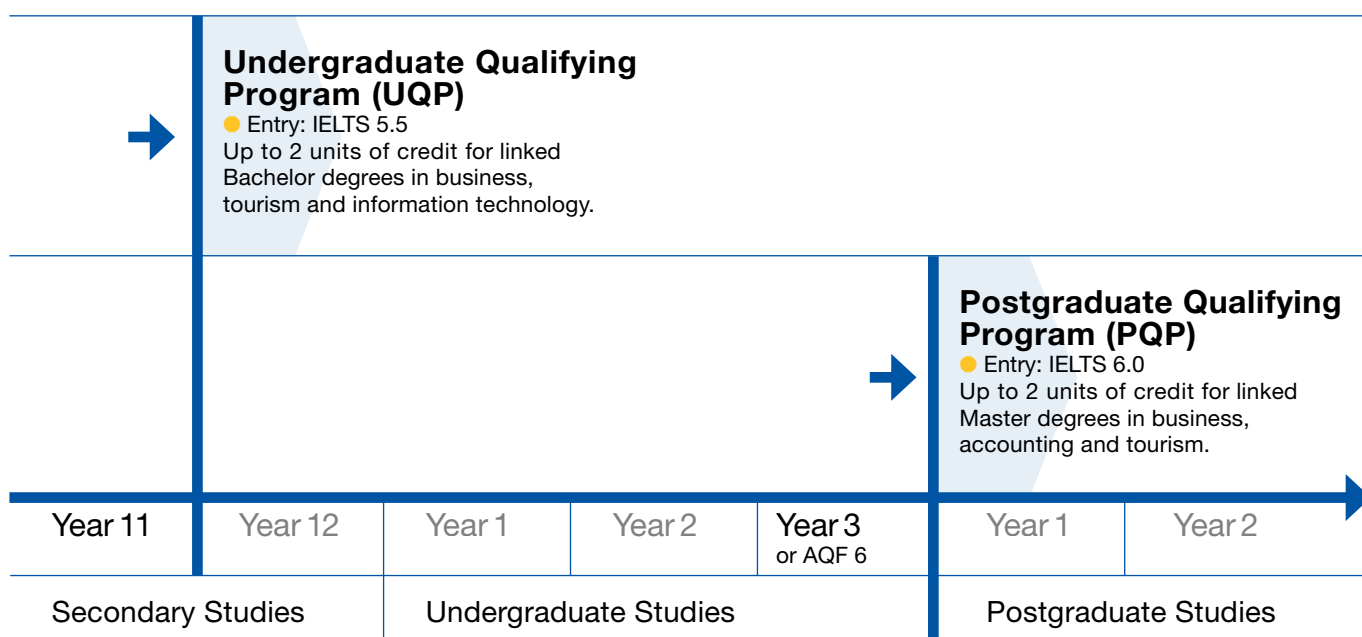 Undergraduate Qualifying
Program (UQP)
Entry: IELTS 5.5
Up to 2 units of credit for linked
Bachelor degrees in business,
tourism and information technology.
Postgraduate Qualifying
Program (PQP)
Entry: IELTS 6.0
Up to 2 units of credit for linked
Master degrees in business,
accounting and tourism.
Year 11
Year 12
Year 1
Year 2
Year 3
or AQF 6
Year 1
Year 2
Secondary Studies
Undergraduate Studies
Postgraduate Studies